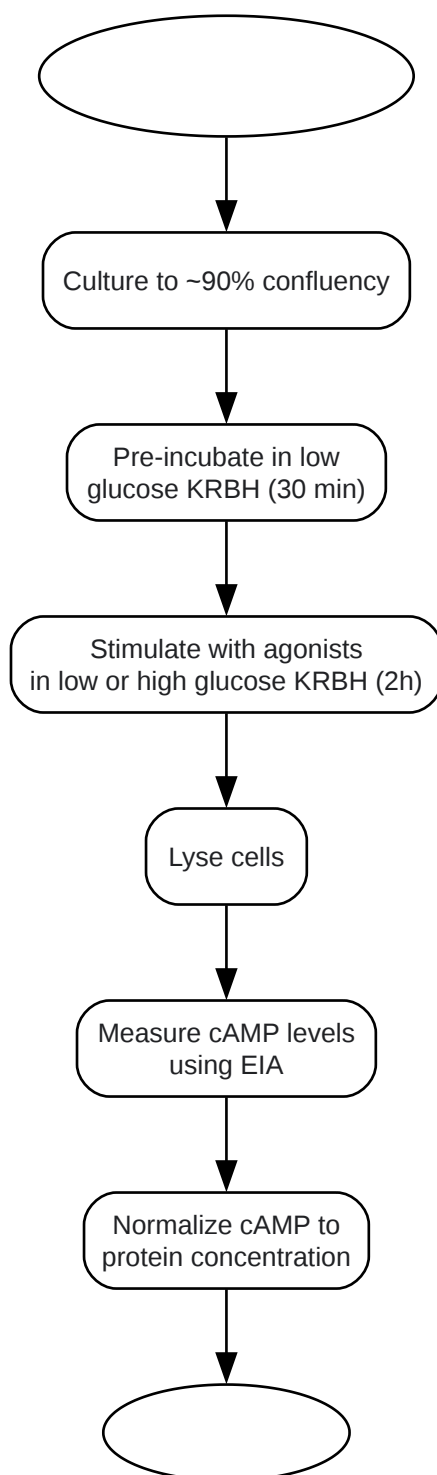 Culture to ~90% confluency
Pre-incubate in low
glucose KRBH (30 min)
Stimulate with agonists
in low or high glucose KRBH (2h)
Lyse cells
Measure cAMP levels
using EIA
Normalize cAMP to
protein concentration